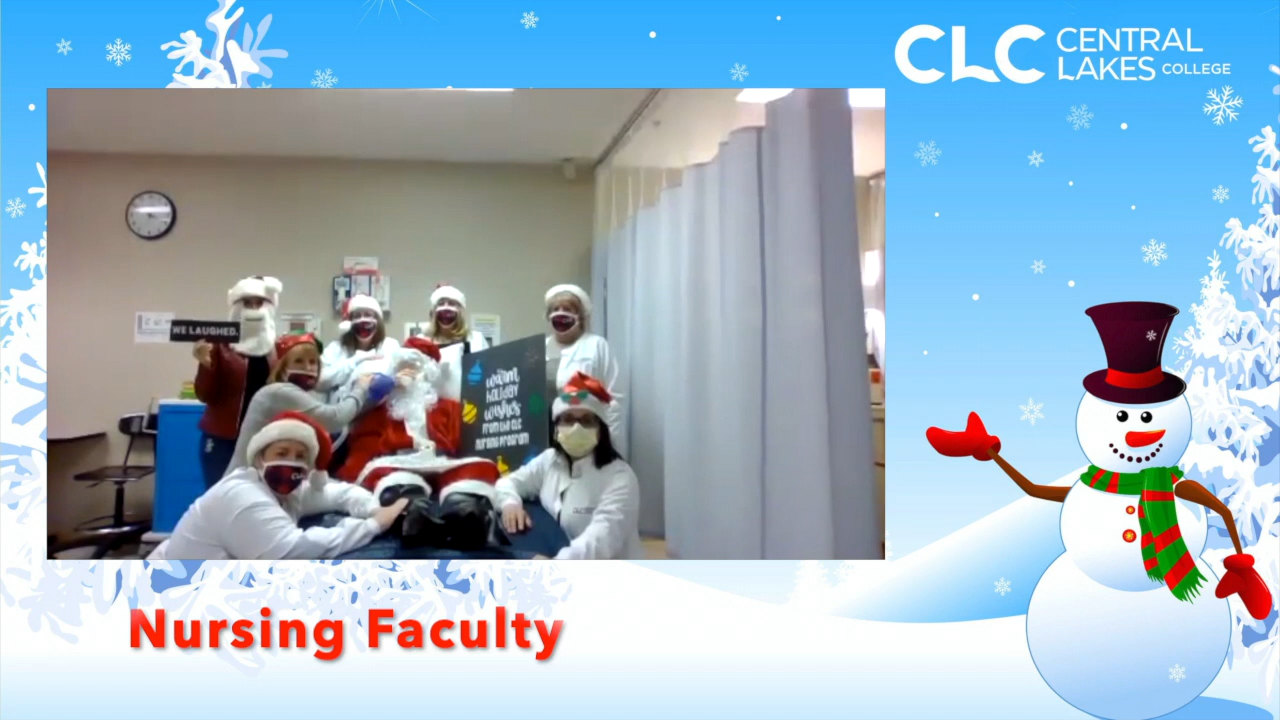 CLC CENTRAL
LAKES COLLEGE
WE LAUGHED.
warm
holiday
wishes
from the CLC
nursing program
Nursing Faculty